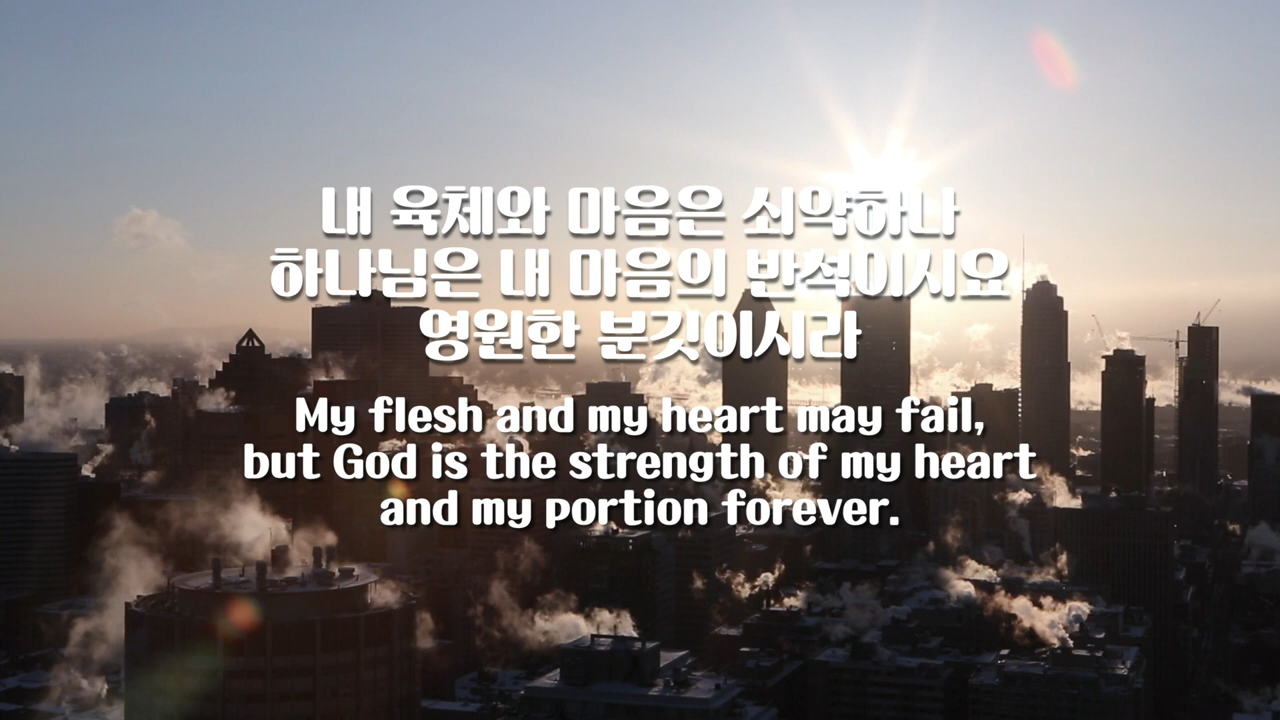 내 육체와 마음은 쇠약하나
하나님은 내 마음의 반석이시요
영원한 분깃이시라
My flesh and my heart may fail,
but God is the strength of my heart
and my portion forever.